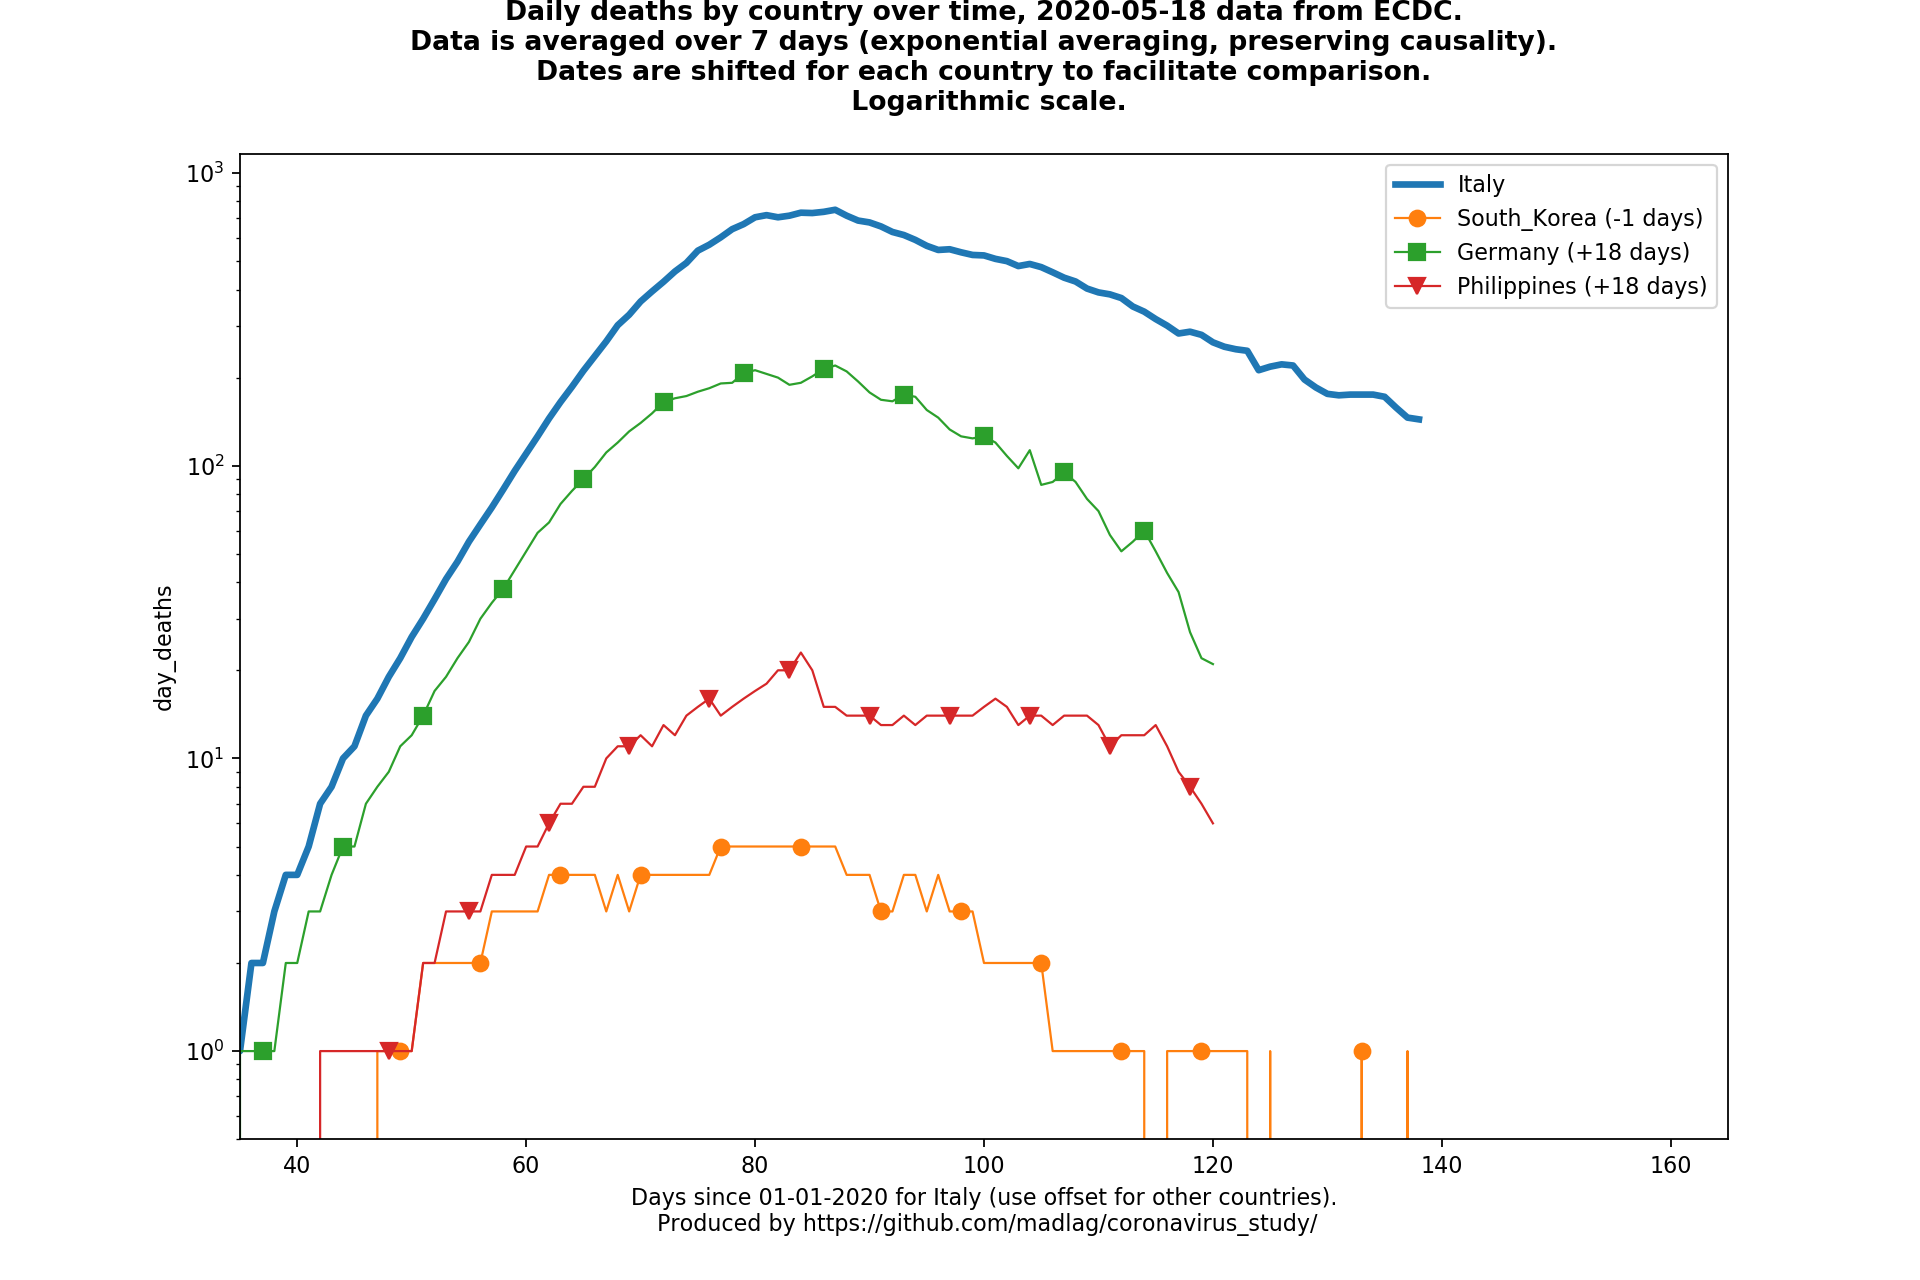 Daily deaths by country over time, 2020-05-18 data from ECDC.
Data is averaged over 7 days (exponential averaging, preserving causality).
Dates are shifted for each country to facilitate comparison.
Logarithmic scale.
10³
10²
10¹
10⁰
day_deaths
Italy
South_Korea (-1 days)
Germany (+18 days)
Philippines (+18 days)
40 60 80 100 120 140 160
Days since 01-01-2020 for Italy (use offset for other countries).
Produced by https://github.com/madlag/coronavirus_study/